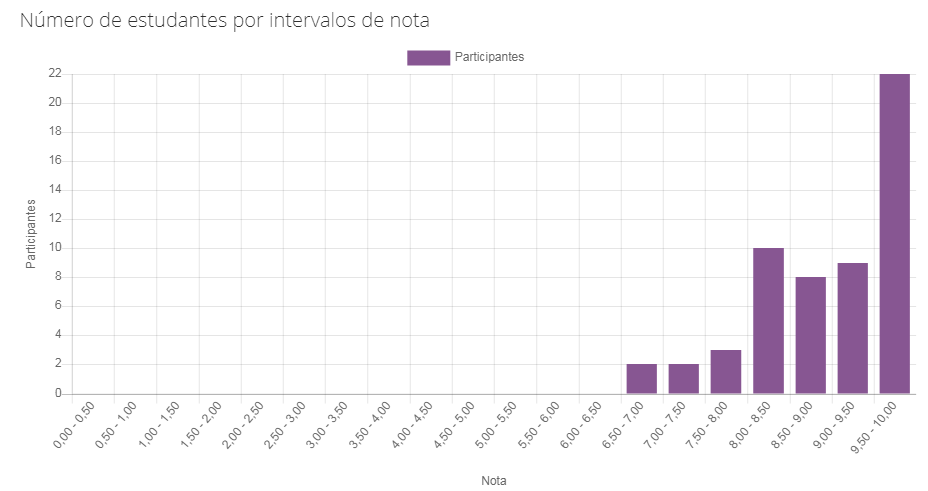 Número de estudantes por intervalos de nota
Participantes
22
20
18
16
14
12
10
8
6
4
2
0
Participantes
0,00 - 0,50
0,50 - 1,00
1,00 - 1,50
1,50 - 2,00
2,00 - 2,50
2,50 - 3,00
3,00 - 3,50
3,50 - 4,00
4,00 - 4,50
4,50 - 5,00
5,00 - 5,50
5,50 - 6,00
6,00 - 6,50
6,50 - 7,00
7,00 - 7,50
7,50 - 8,00
8,00 - 8,50
8,50 - 9,00
9,00 - 9,50
9,50 - 10,00
Nota